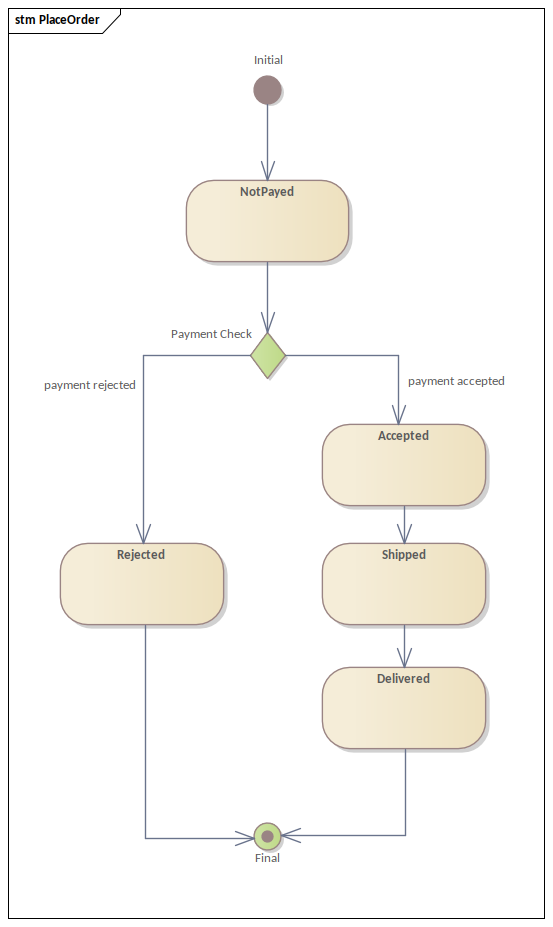 stm PlaceOrder
Initial
NotPayed
Payment Check
payment rejected
payment accepted
Accepted
Rejected
Shipped
Delivered
Final